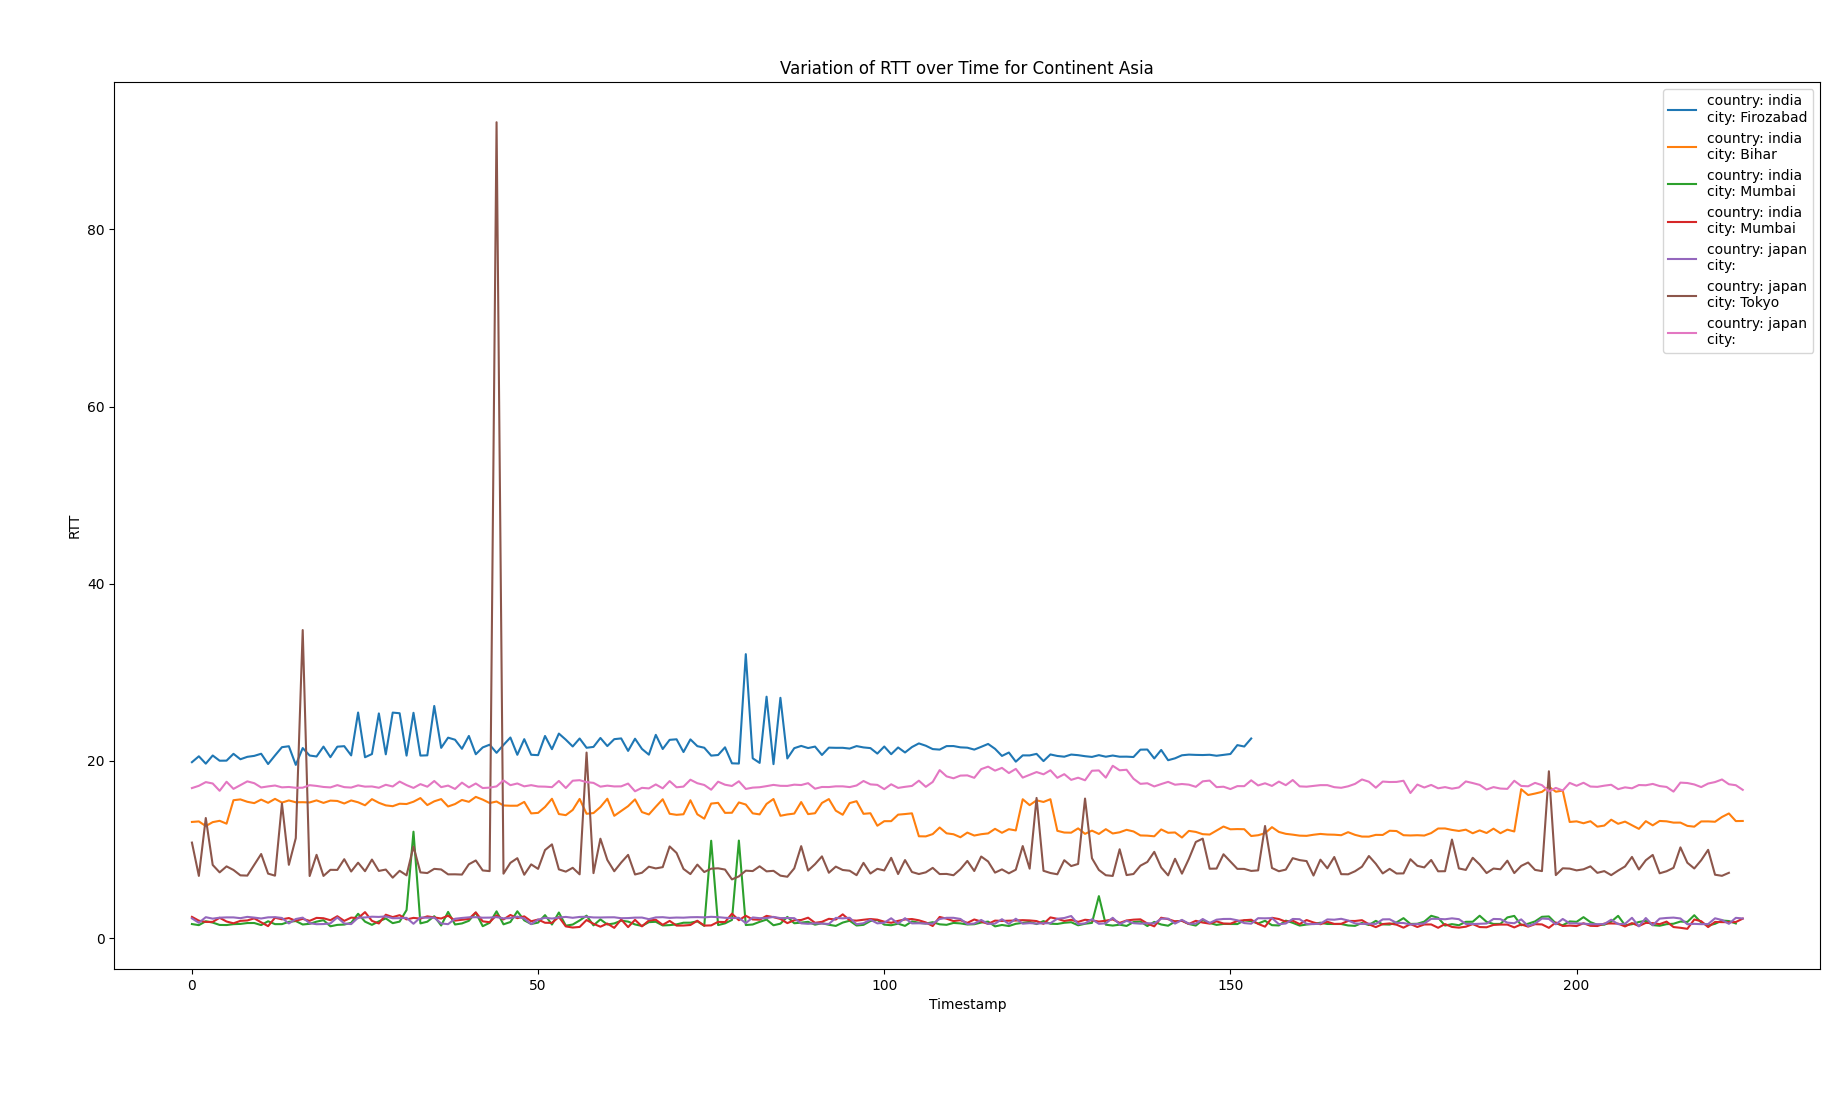 Variation of RTT over Time for Continent Asia
country: india
city: Firozabad
country: india
city: Bihar
country: india
city: Mumbai
country: india
city: Mumbai
country: japan
city:
country: japan
city: Tokyo
country: japan
city:
80
60
40
20
0
RTT
0 50 100 150 200
Timestamp